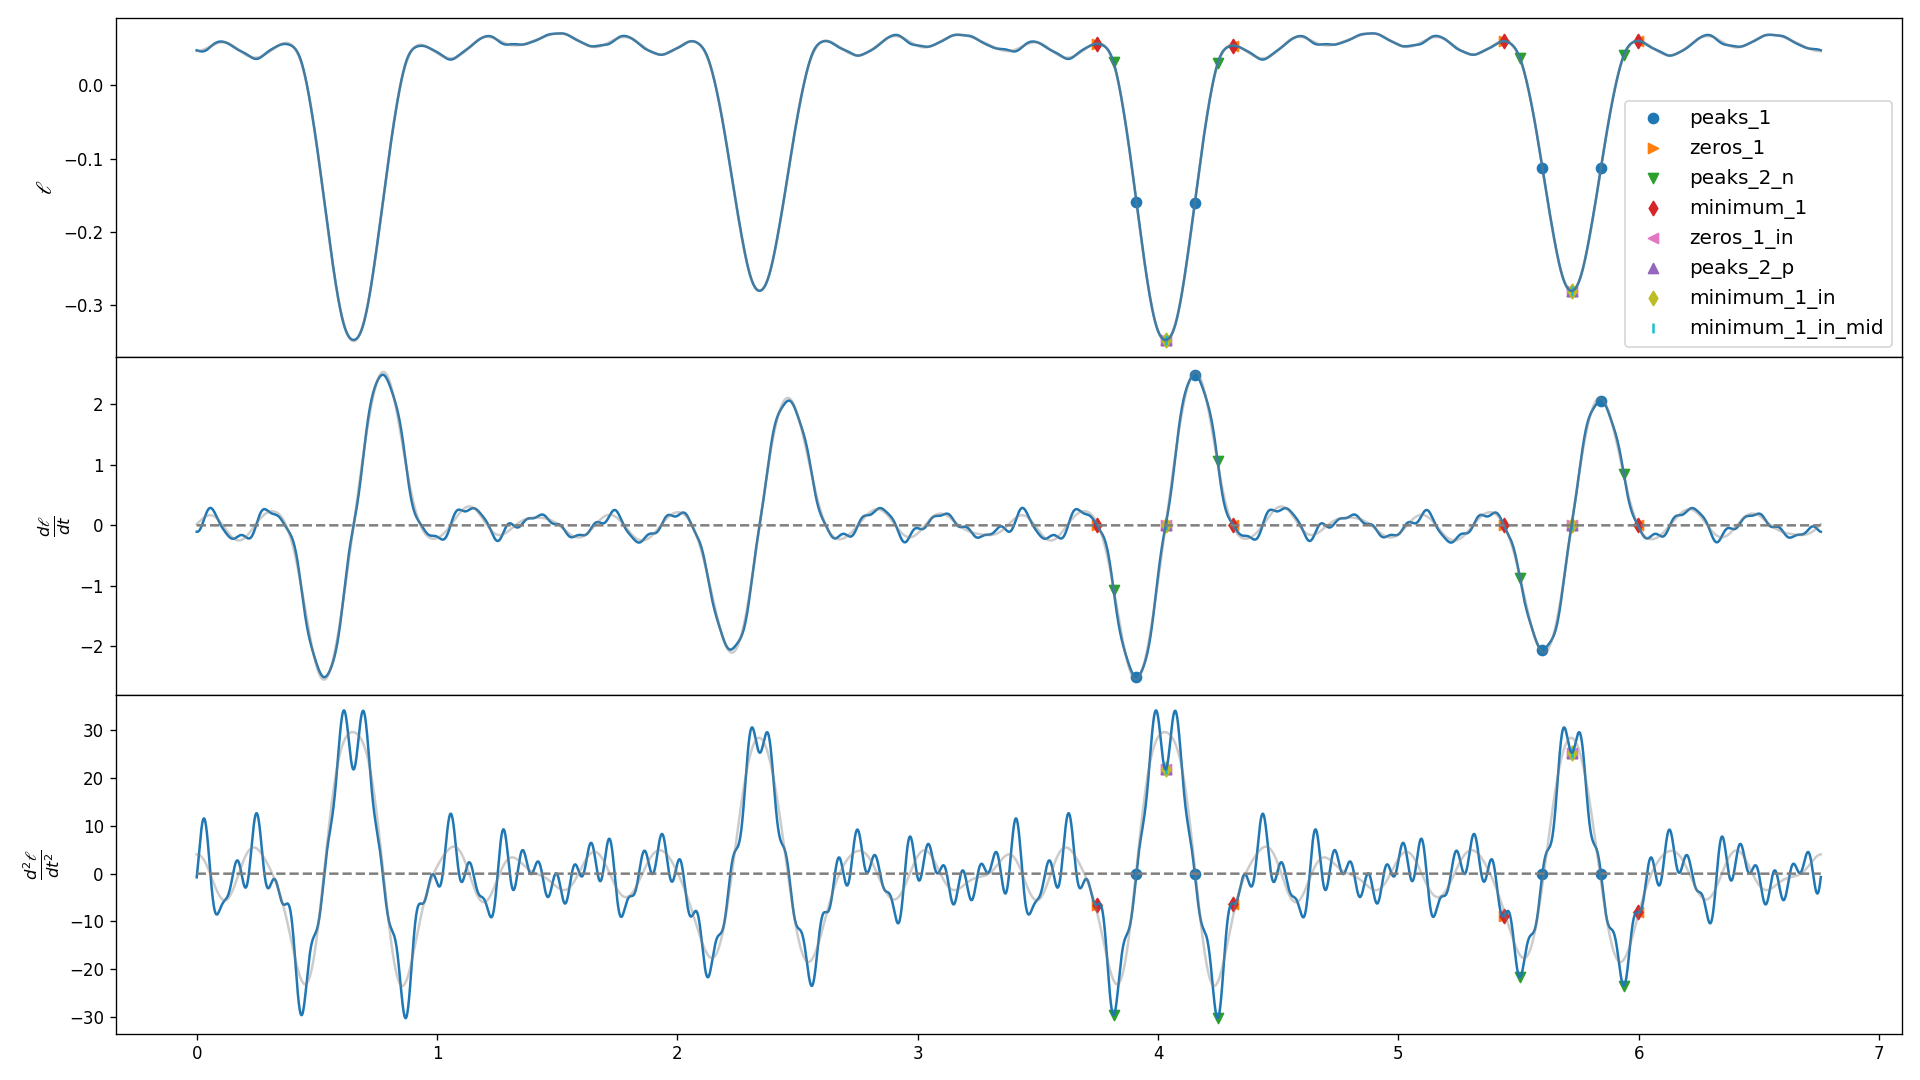 0.0
−0.1
−0.2
−0.3
ℓ
peaks_1
zeros_1
peaks_2_n
minimum_1
zeros_1_in
peaks_2_p
minimum_1_in
minimum_1_in_mid
2
1
0
−1
−2
dℓ
dt
30
20
10
0
−10
−20
−30
d²ℓ
dt²
0 1 2 3 4 5 6 7